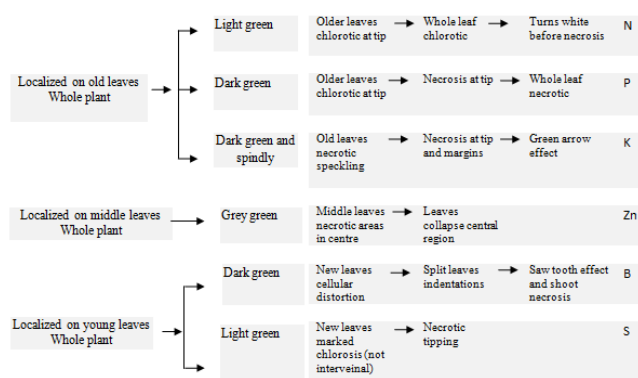 Light green
Older leaves
chlorotic at tip
Whole leaf
chlorotic
Turns white
before necrosis
N
Localized on old leaves
Whole plant
Dark green
Older leaves
chlorotic at tip
Necrosis at tip
Whole leaf
necrotic
P
Dark green and
spindly
Old leaves
necrotic
speckling
Necrosis at tip
and margins
Green arrow
effect
K
Localized on middle leaves
Whole plant
Grey green
Middle leaves
necrotic areas
in centre
Leaves
collapse central
region
Zn
Dark green
New leaves
cellular
distortion
Split leaves
indentations
Saw tooth effect
and shoot
necrosis
B
Localized on young leaves
Whole plant
Light green
New leaves
marked
chlorosis (not
interveinal)
Necrotic
tipping
S